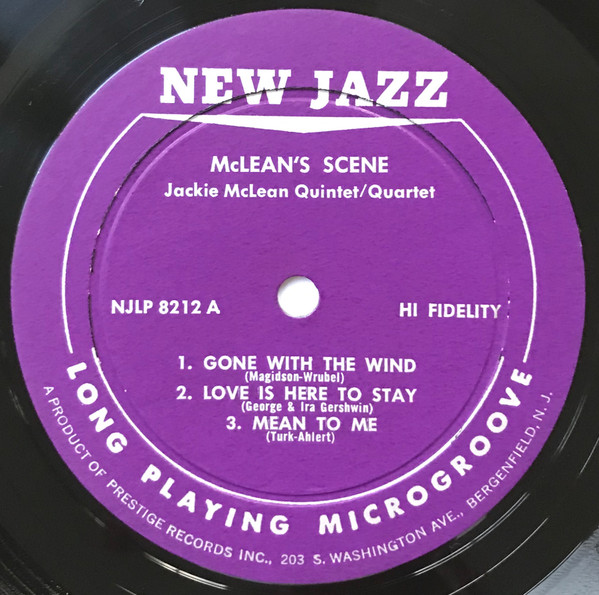 NEW JAZZ
McLEAN'S SCENE
Jackie McLean Quintet/Quartet
NJLP 8212 A
HI FIDELITY
1. GONE WITH THE WIND
(Magidson-Wrubel)
2. LOVE IS HERE TO STAY
(George & Ira Gershwin)
3. MEAN TO ME
(Turk-Ahlert)
LONG PLAYING MICROGROOVE
A PRODUCT OF PRESTIGE RECORDS INC., 203 S. WASHINGTON AVE., BERGENFIELD, N. J.